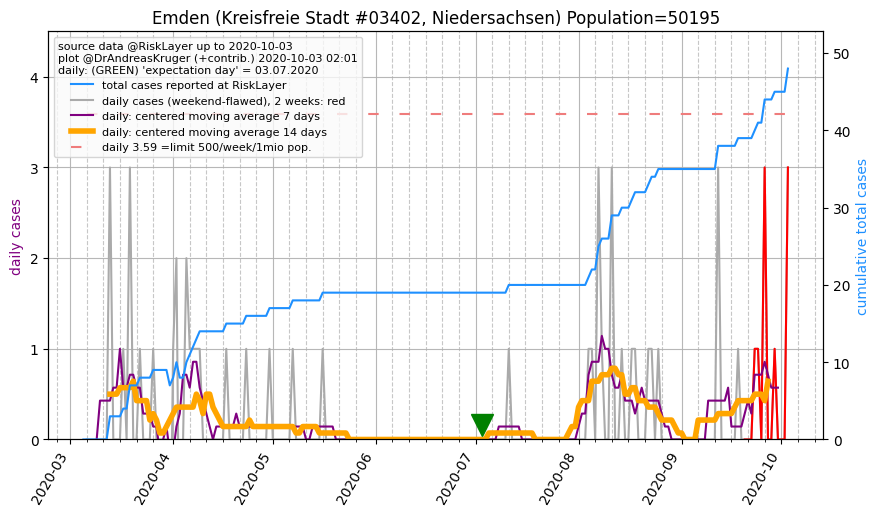 Emden (Kreisfreie Stadt #03402, Niedersachsen) Population=50195
source data @RiskLayer up to 2020-10-03
plot @DrAndreasKruger (+contrib.) 2020-10-03 02:01
daily: (GREEN) 'expectation day' = 03.07.2020
total cases reported at RiskLayer
daily cases (weekend-flawed), 2 weeks: red
daily: centered moving average 7 days
daily: centered moving average 14 days
daily 3.59 =limit 500/week/1mio pop.
daily cases
4
3
2
1
0
50
40
30
20
10
0
cumulative total cases
2020-03
2020-04
2020-05
2020-06
2020-07
2020-08
2020-09
2020-10